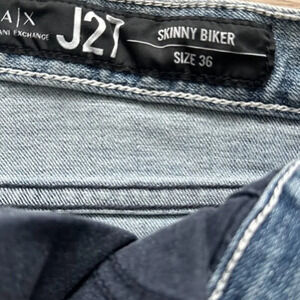 A|X
ANI EXCHANGE
J27
SKINNY BIKER
SIZE 36